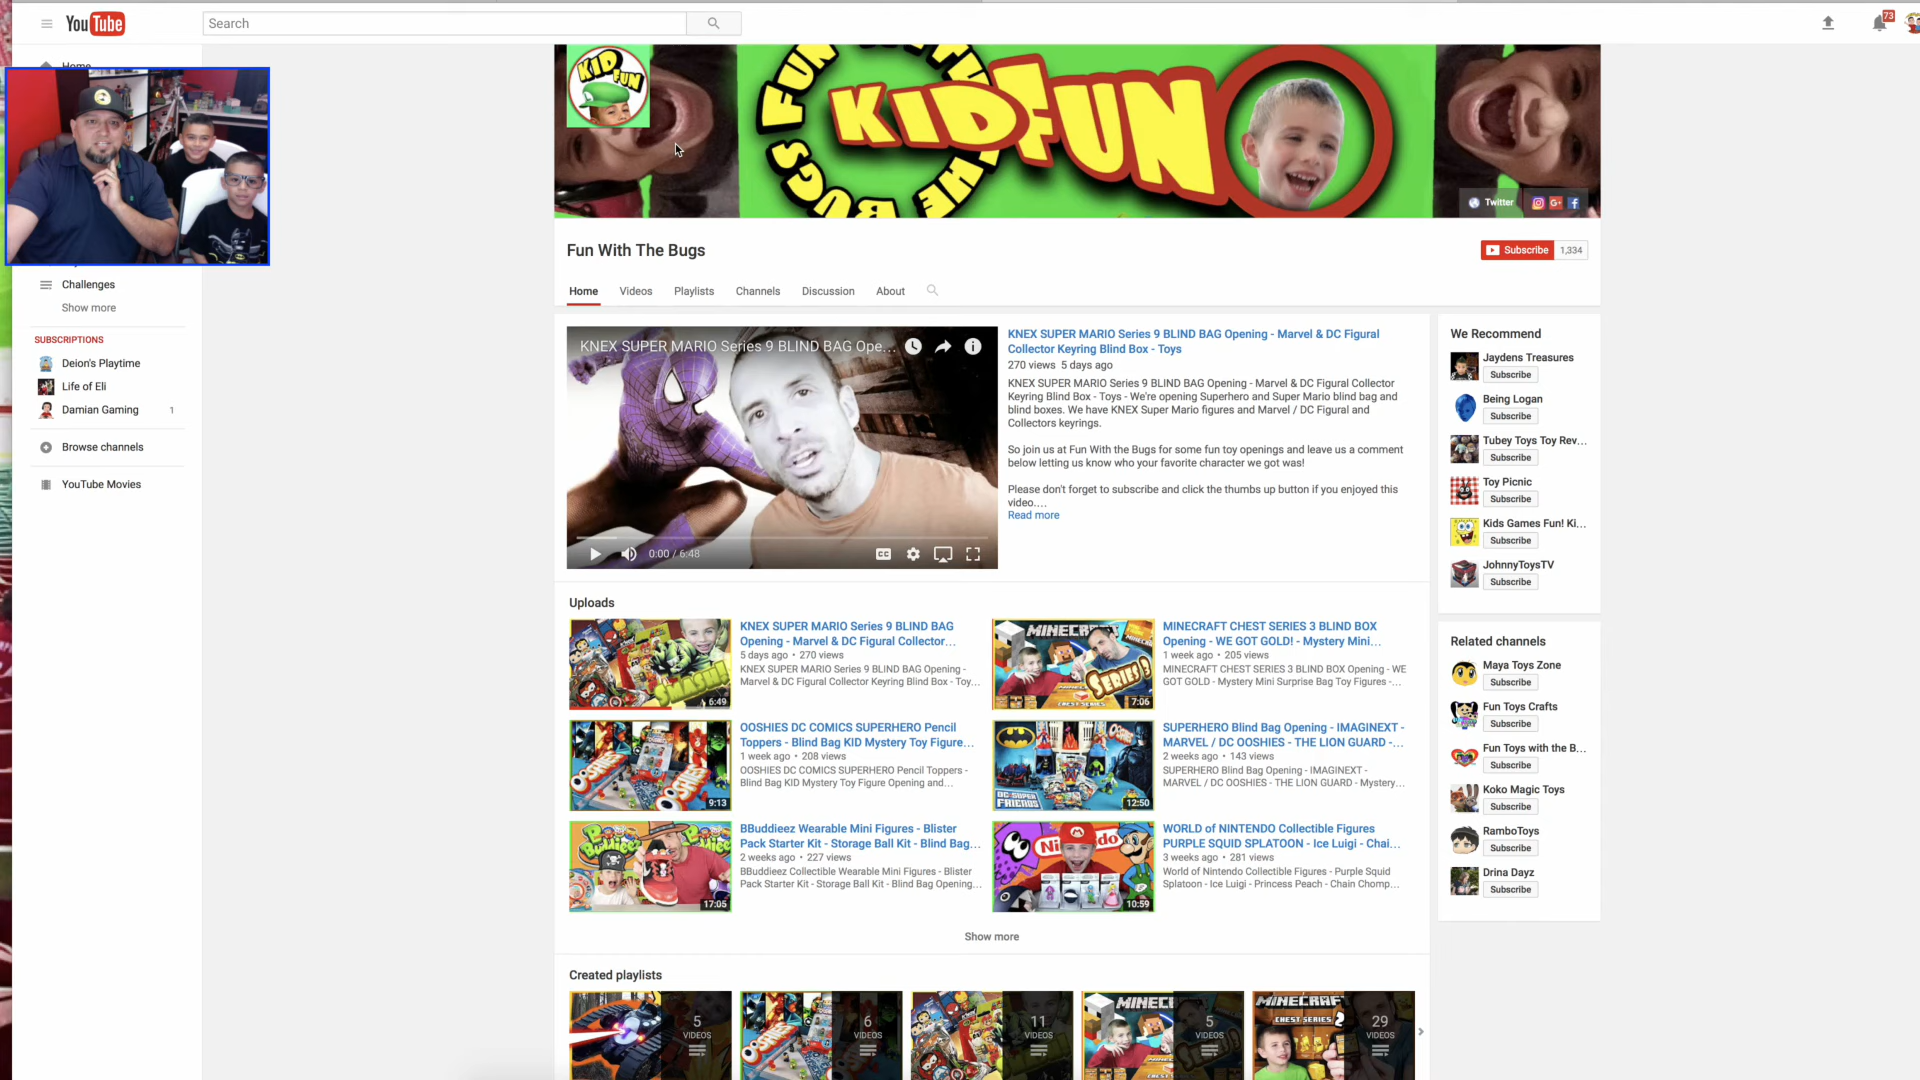 YouTube
Search
73
Home
Challenges
Show more
SUBSCRIPTIONS
Deion's Playtime
Life of Eli
Damian Gaming 1
Browse channels
YouTube Movies
KID FUN
FUN WITH THE BUGS
KID FUN
Twitter
Fun With The Bugs
Subscribe 1,334
Home Videos Playlists Channels Discussion About
KNEX SUPER MARIO Series 9 BLIND BAG Ope...
0:00 / 6:48
CC
KNEX SUPER MARIO Series 9 BLIND BAG Opening - Marvel & DC Figural
Collector Keyring Blind Box - Toys
270 views 5 days ago
KNEX SUPER MARIO Series 9 BLIND BAG Opening - Marvel & DC Figural Collector
Keyring Blind Box - Toys - We're opening Superhero and Super Mario blind bag and
blind boxes. We have KNEX Super Mario figures and Marvel / DC Figural and
Collectors keyrings.
So join us at Fun With the Bugs for some fun toy openings and leave us a comment
below letting us know who your favorite character we got was!
Please don't forget to subscribe and click the thumbs up button if you enjoyed this
video....
Read more
Uploads
SMASH!
6:49
KNEX SUPER MARIO Series 9 BLIND BAG
Opening - Marvel & DC Figural Collector...
5 days ago • 270 views
KNEX SUPER MARIO Series 9 BLIND BAG Opening -
Marvel & DC Figural Collector Keyring Blind Box - Toy...
MINECRAFT
SERIES 3
7:06
MINECRAFT CHEST SERIES 3 BLIND BOX
Opening - WE GOT GOLD! - Mystery Mini...
1 week ago • 205 views
MINECRAFT CHEST SERIES 3 BLIND BOX Opening - WE
GOT GOLD - Mystery Mini Surprise Bag Toy Figures -...
9:13
OOSHIES DC COMICS SUPERHERO Pencil
Toppers - Blind Bag KID Mystery Toy Figure...
1 week ago • 208 views
OOSHIES DC COMICS SUPERHERO Pencil Toppers -
Blind Bag KID Mystery Toy Figure Opening and...
DC SUPER
FRIENDS
12:50
SUPERHERO Blind Bag Opening - IMAGINEXT -
MARVEL / DC OOSHIES - THE LION GUARD -...
2 weeks ago • 143 views
SUPERHERO Blind Bag Opening - IMAGINEXT -
MARVEL / DC OOSHIES - THE LION GUARD - Mystery...
17:05
BBuddieez Wearable Mini Figures - Blister
Pack Starter Kit - Storage Ball Kit - Blind Bag...
2 weeks ago • 227 views
BBuddieez Collectible Wearable Mini Figures - Blister
Pack Starter Kit - Storage Ball Kit - Blind Bag Opening...
10:59
WORLD of NINTENDO Collectible Figures
PURPLE SQUID SPLATOON - Ice Luigi - Chai...
3 weeks ago • 281 views
World of Nintendo Collectible Figures - Purple Squid
Splatoon - Ice Luigi - Princess Peach - Chain Chomp...
Show more
Created playlists
5 VIDEOS
6 VIDEOS
11 VIDEOS
5 VIDEOS
29 VIDEOS
We Recommend
Jaydens Treasures
Subscribe
Being Logan
Subscribe
Tubey Toys Toy Rev...
Subscribe
Toy Picnic
Subscribe
Kids Games Fun! Ki...
Subscribe
JohnnyToysTV
Subscribe
Related channels
Maya Toys Zone
Subscribe
Fun Toys Crafts
Subscribe
Fun Toys with the B...
Subscribe
Koko Magic Toys
Subscribe
RamboToys
Subscribe
Drina Dayz
Subscribe